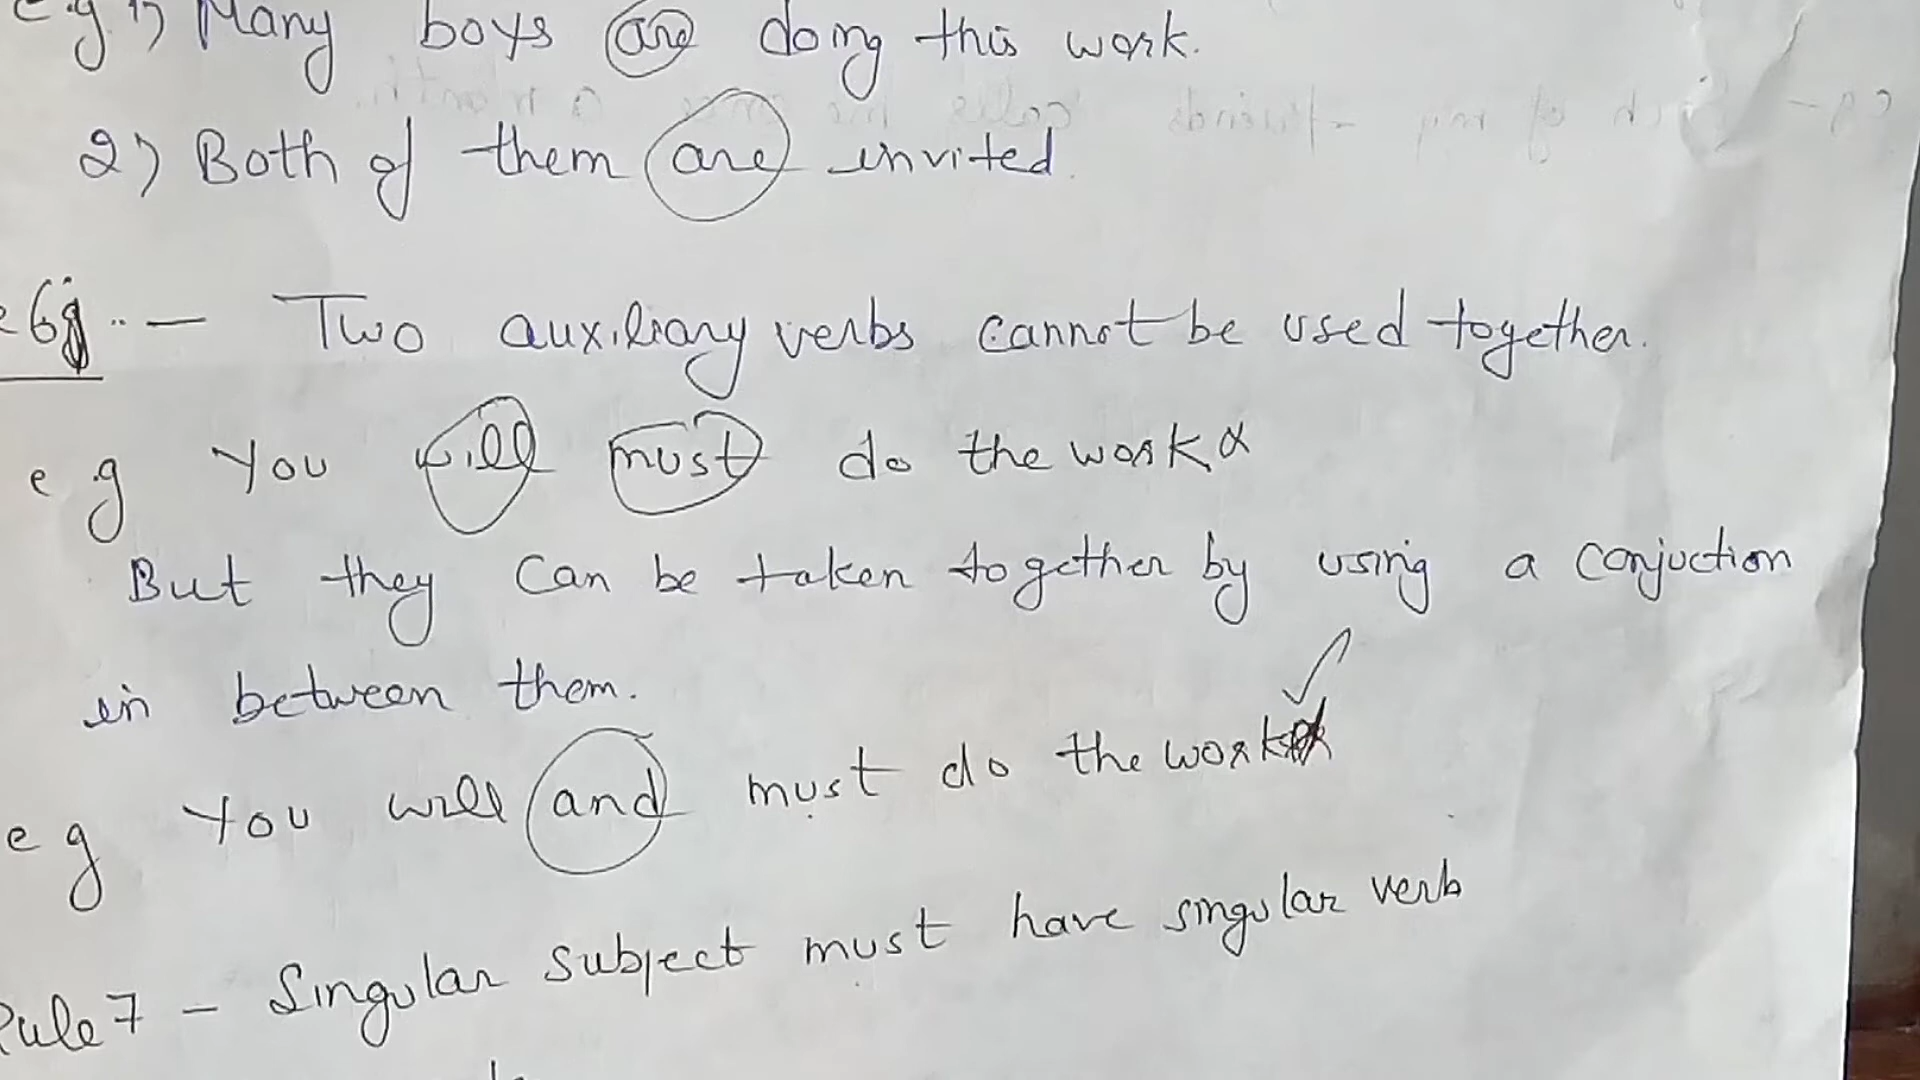 e.g 1) Many boys are doing this work.
2) Both of them are invited.
e 6 - Two auxiliary verbs cannot be used together.
eg You will must do the work x
But they can be taken together by using a conjuction
in between them.
eg You will and must do the work ✓
Rule 7 - Singular subject must have singular verb